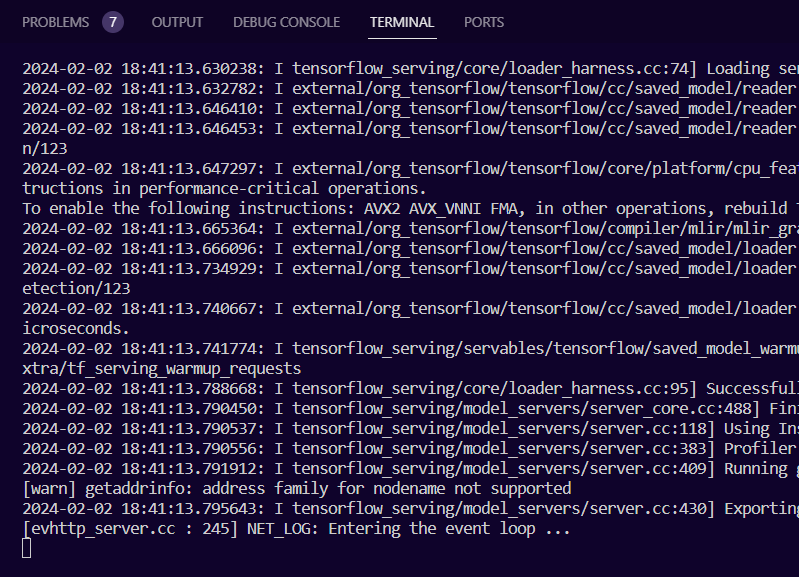 PROBLEMS 7 OUTPUT DEBUG CONSOLE TERMINAL PORTS
2024-02-02 18:41:13.630238: I tensorflow_serving/core/loader_harness.cc:74] Loading ser
2024-02-02 18:41:13.632782: I external/org_tensorflow/tensorflow/cc/saved_model/reader
2024-02-02 18:41:13.646410: I external/org_tensorflow/tensorflow/cc/saved_model/reader
2024-02-02 18:41:13.646453: I external/org_tensorflow/tensorflow/cc/saved_model/reader
n/123
2024-02-02 18:41:13.647297: I external/org_tensorflow/tensorflow/core/platform/cpu_feat
tructions in performance-critical operations.
To enable the following instructions: AVX2 AVX_VNNI FMA, in other operations, rebuild T
2024-02-02 18:41:13.665364: I external/org_tensorflow/tensorflow/compiler/mlir/mlir_gra
2024-02-02 18:41:13.666096: I external/org_tensorflow/tensorflow/cc/saved_model/loader
2024-02-02 18:41:13.734929: I external/org_tensorflow/tensorflow/cc/saved_model/loader
etection/123
2024-02-02 18:41:13.740667: I external/org_tensorflow/tensorflow/cc/saved_model/loader
icroseconds.
2024-02-02 18:41:13.741774: I tensorflow_serving/servables/tensorflow/saved_model_warmu
xtra/tf_serving_warmup_requests
2024-02-02 18:41:13.788668: I tensorflow_serving/core/loader_harness.cc:95] Successfull
2024-02-02 18:41:13.790450: I tensorflow_serving/model_servers/server_core.cc:488] Fini
2024-02-02 18:41:13.790537: I tensorflow_serving/model_servers/server.cc:118] Using Ins
2024-02-02 18:41:13.790556: I tensorflow_serving/model_servers/server.cc:383] Profiler
2024-02-02 18:41:13.791912: I tensorflow_serving/model_servers/server.cc:409] Running g
[warn] getaddrinfo: address family for nodename not supported
2024-02-02 18:41:13.795643: I tensorflow_serving/model_servers/server.cc:430] Exporting
[evhttp_server.cc : 245] NET_LOG: Entering the event loop ...